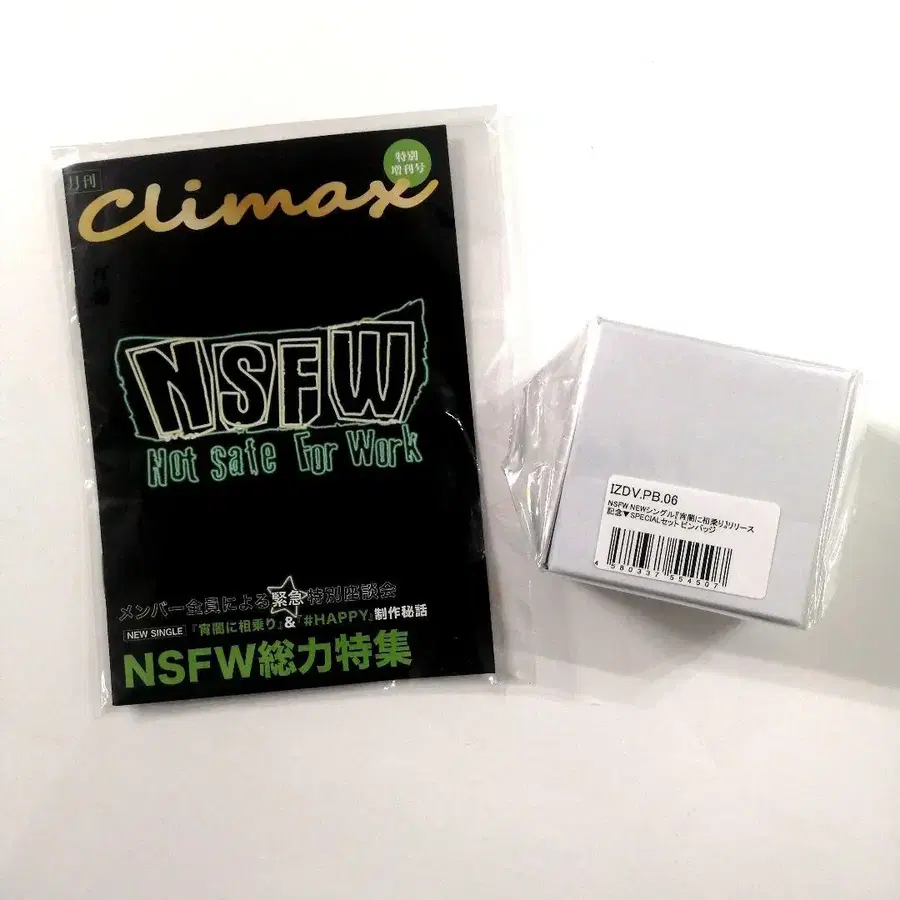 月刊
Climax
特別
増刊号
NSFW
Not Safe For Work
メンバー全員による緊急特別座談会
NEW SINGLE 『宵闇に相乗り』&『#HAPPY』制作秘話
NSFW総力特集
IZDV.PB.06
NSFW NEWシングル『宵闇に相乗り』リリース
記念▼SPECIALセット ピンバッジ
4 580337 554507